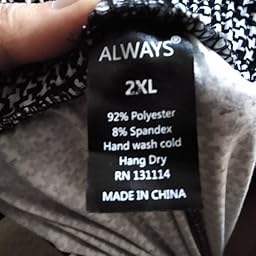 ALWAYS®
2XL
92% Polyester
8% Spandex
Hand wash cold
Hang Dry
RN 131114
MADE IN CHINA